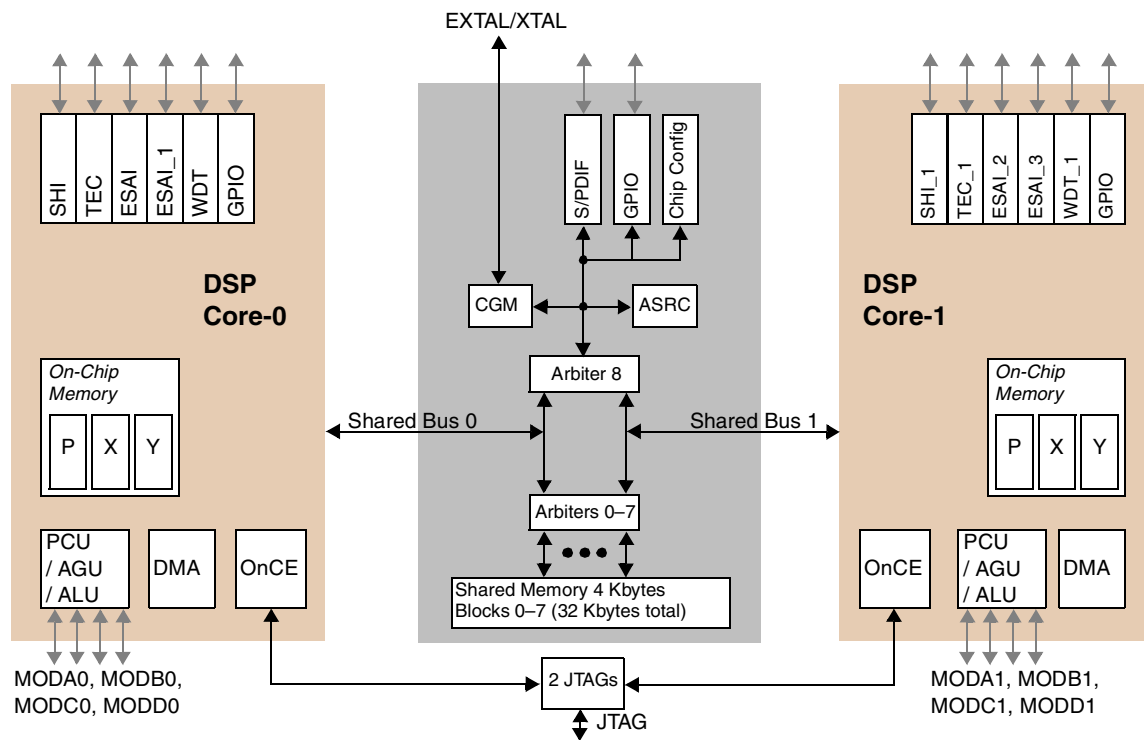 EXTAL/XTAL
SHI
TEC
ESAI
ESAI_1
WDT
GPIO
DSP
Core-0
On-Chip
Memory
P X Y
PCU
/ AGU
/ ALU
DMA
OnCE
MODA0, MODB0,
MODC0, MODD0
S/PDIF
GPIO
Chip Config
CGM
ASRC
Arbiter 8
Shared Bus 0
Shared Bus 1
Arbiters 0–7
Shared Memory 4 Kbytes
Blocks 0–7 (32 Kbytes total)
2 JTAGs
JTAG
SHI_1
TEC_1
ESAI_2
ESAI_3
WDT_1
GPIO
DSP
Core-1
On-Chip
Memory
P X Y
OnCE
PCU
/ AGU
/ ALU
DMA
MODA1, MODB1,
MODC1, MODD1